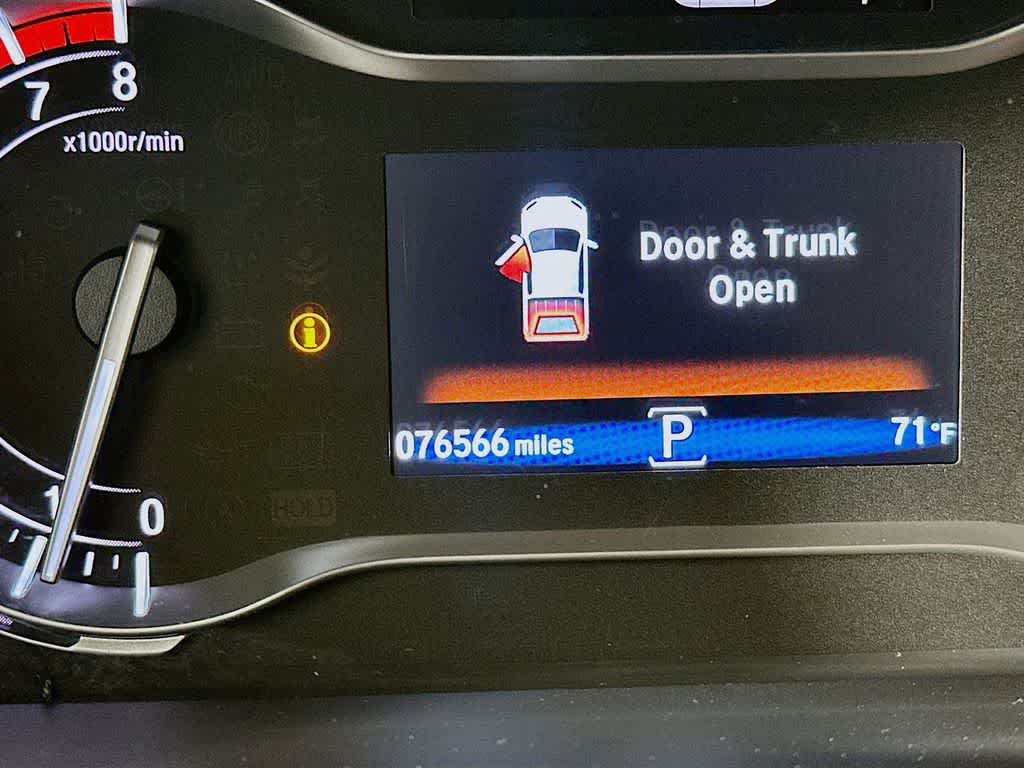 7
8
x1000r/min
Door & Trunk
Open
076566 miles
P
71°F
1
0
HOLD